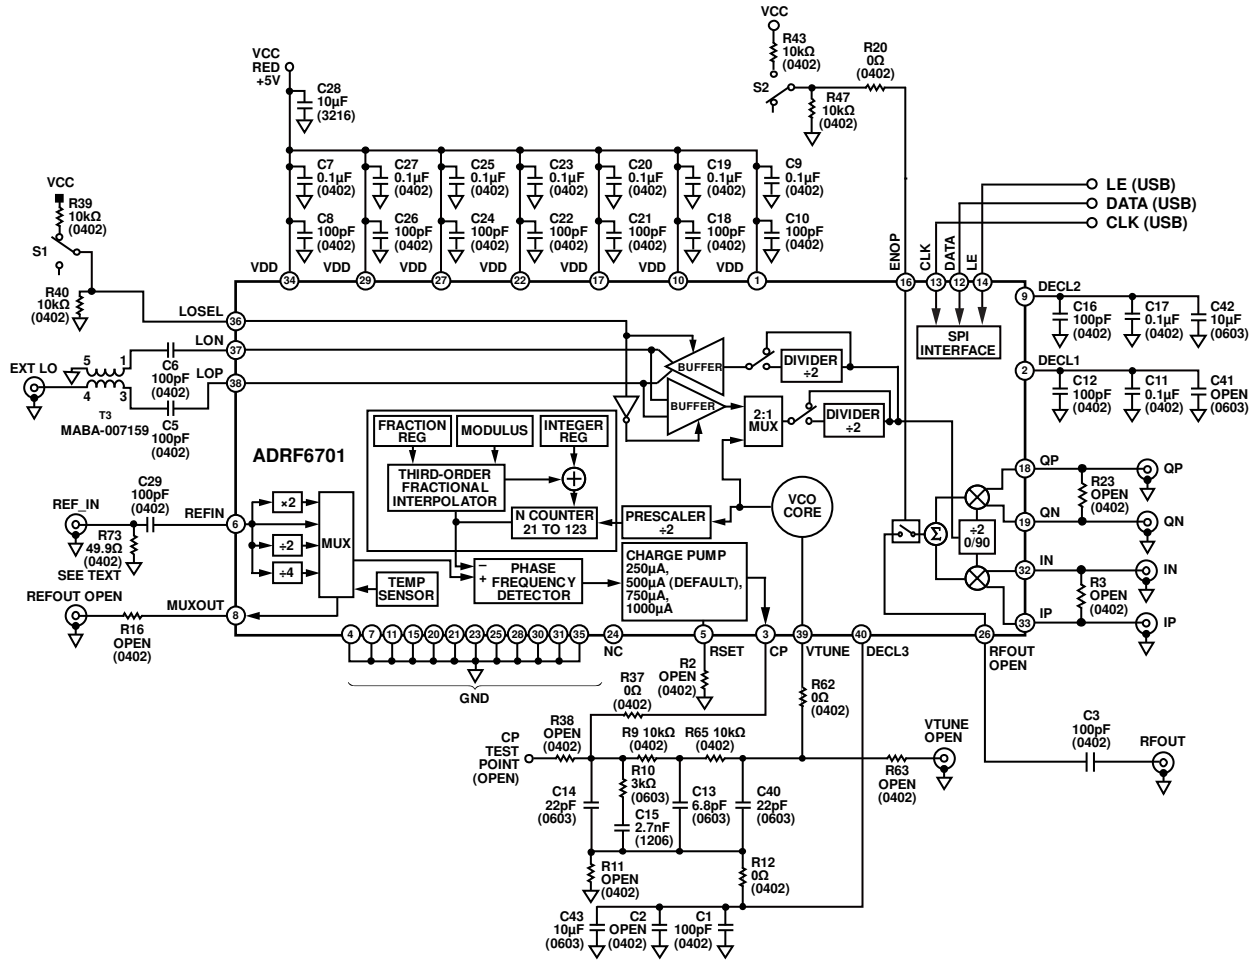 VCC
R43
10kΩ
(0402)
S2
R47
10kΩ
(0402)
R20
0Ω
(0402)
VCC
RED
+5V
C28
10µF
(3216)
C7
0.1µF
(0402)
C27
0.1µF
(0402)
C25
0.1µF
(0402)
C23
0.1µF
(0402)
C20
0.1µF
(0402)
C19
0.1µF
(0402)
C9
0.1µF
(0402)
C8
100pF
(0402)
C26
100pF
(0402)
C24
100pF
(0402)
C22
100pF
(0402)
C21
100pF
(0402)
C18
100pF
(0402)
C10
100pF
(0402)
VCC
R39
10kΩ
(0402)
S1
R40
10kΩ
(0402)
LE (USB)
DATA (USB)
CLK (USB)
VDD
34
VDD
29
VDD
27
VDD
22
VDD
17
VDD
10
VDD
1
ENOP
16
CLK
13
DATA
12
LE
14
SPI
INTERFACE
9
DECL2
C16
100pF
(0402)
C17
0.1µF
(0402)
C42
10µF
(0603)
2
DECL1
C12
100pF
(0402)
C11
0.1µF
(0402)
C41
OPEN
(0603)
LOSEL
36
LON
37
LOP
38
EXT LO
5
1
4
3
T3
MABA-007159
C6
100pF
(0402)
C5
100pF
(0402)
BUFFER
BUFFER
DIVIDER
÷2
2:1
MUX
DIVIDER
÷2
ADRF6701
FRACTION
REG
MODULUS
INTEGER
REG
THIRD-ORDER
FRACTIONAL
INTERPOLATOR
+
N COUNTER
21 TO 123
PRESCALER
÷2
VCO
CORE
REF_IN
C29
100pF
(0402)
R73
49.9Ω
(0402)
SEE TEXT
REFIN
6
×2
÷2
÷4
MUX
TEMP
SENSOR
−
+
PHASE
FREQUENCY
DETECTOR
CHARGE PUMP
250µA,
500µA (DEFAULT),
750µA,
1000µA
Σ
÷2
0/90
18
QP
QP
R23
OPEN
(0402)
19
QN
QN
32
IN
IN
R3
OPEN
(0402)
33
IP
IP
REFOUT OPEN
R16
OPEN
(0402)
MUXOUT
8
4
7
11
15
20
21
23
25
28
30
31
35
GND
24
NC
5
RSET
3
CP
39
VTUNE
40
DECL3
26
RFOUT
OPEN
R2
OPEN
(0402)
R37
0Ω
(0402)
R62
0Ω
(0402)
CP
TEST
POINT
(OPEN)
R38
OPEN
(0402)
R9 10kΩ
(0402)
R65 10kΩ
(0402)
R10
3kΩ
(0603)
C14
22pF
(0603)
C15
2.7nF
(1206)
C13
6.8pF
(0603)
C40
22pF
(0603)
R63
OPEN
(0402)
VTUNE
OPEN
C3
100pF
(0402)
RFOUT
R11
OPEN
(0402)
R12
0Ω
(0402)
C43
10µF
(0603)
C2
OPEN
(0402)
C1
100pF
(0402)